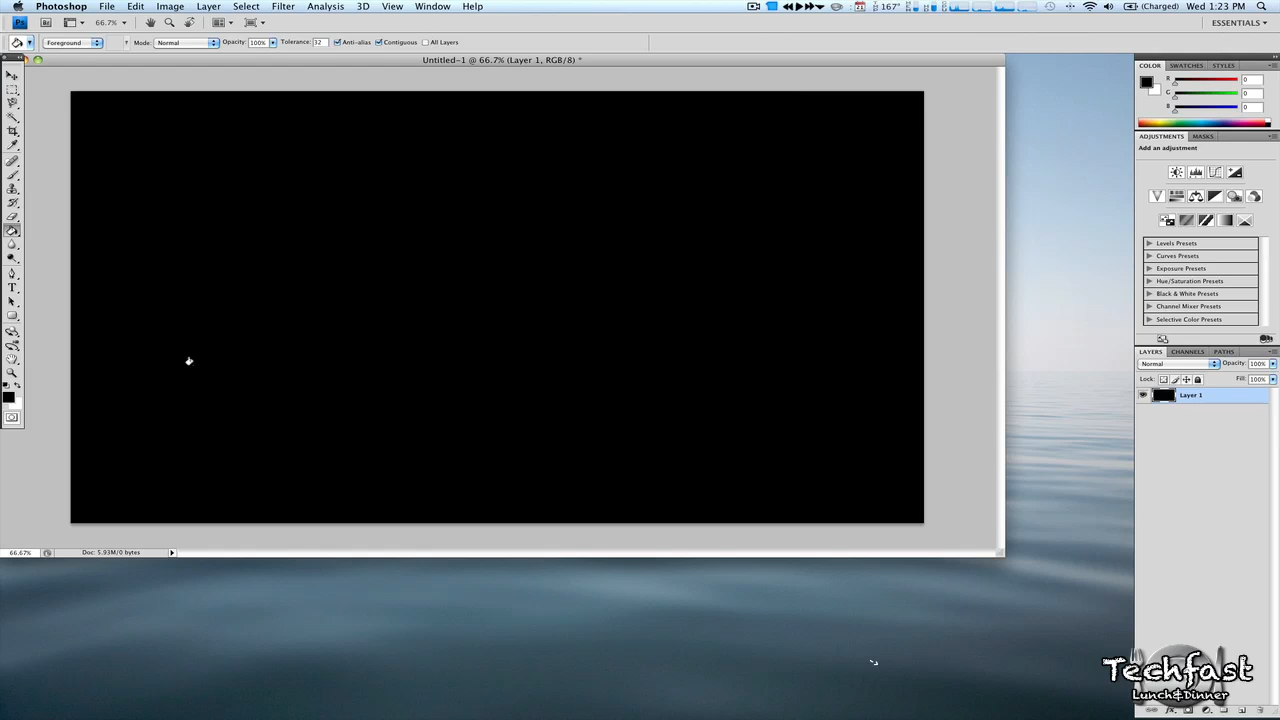 Photoshop File Edit Image Layer Select Filter Analysis 3D View Window Help 167° (Charged) Wed 1:23 PM
Ps Br 66.7% ESSENTIALS
Foreground Mode: Normal Opacity: 100% Tolerance: 32 Anti-alias Contiguous All Layers
Untitled-1 @ 66.7% (Layer 1, RGB/8) *
COLOR SWATCHES STYLES
R 0
G 0
B 0
ADJUSTMENTS MASKS
Add an adjustment
Levels Presets
Curves Presets
Exposure Presets
Hue/Saturation Presets
Black & White Presets
Channel Mixer Presets
Selective Color Presets
LAYERS CHANNELS PATHS
Normal Opacity: 100%
Lock: Fill: 100%
Layer 1
66.67% Doc: 5.93M/0 bytes
Techfast
Lunch&Dinner